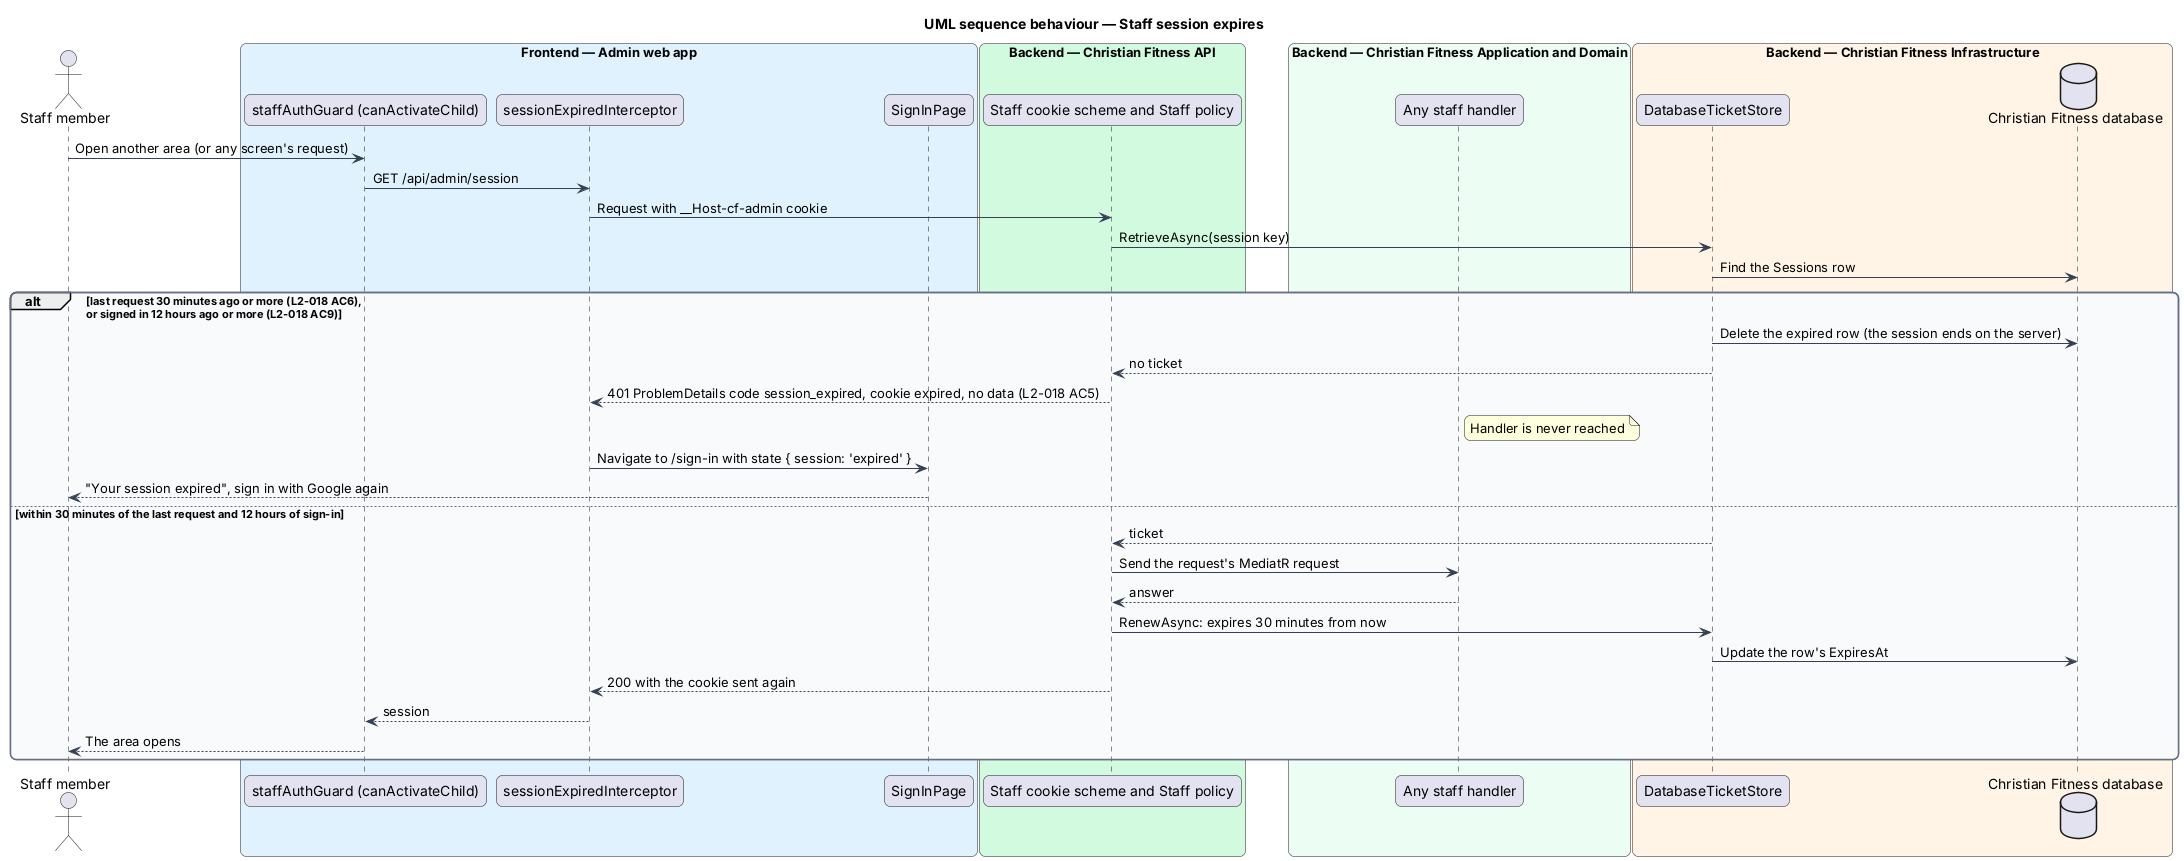 UML sequence behaviour — Staff session expires
Frontend — Admin web app
Backend — Christian Fitness API
Backend — Christian Fitness Application and Domain
Backend — Christian Fitness Infrastructure
Staff member
staffAuthGuard (canActivateChild)
sessionExpiredInterceptor
SignInPage
Staff cookie scheme and Staff policy
Any staff handler
DatabaseTicketStore
Christian Fitness database
Open another area (or any screen's request)
GET /api/admin/session
Request with __Host-cf-admin cookie
RetrieveAsync(session key)
Find the Sessions row
alt
[last request 30 minutes ago or more (L2-018 AC6),
or signed in 12 hours ago or more (L2-018 AC9)]
Delete the expired row (the session ends on the server)
no ticket
401 ProblemDetails code session_expired, cookie expired, no data (L2-018 AC5)
Handler is never reached
Navigate to /sign-in with state { session: 'expired' }
"Your session expired", sign in with Google again
[within 30 minutes of the last request and 12 hours of sign-in]
ticket
Send the request's MediatR request
answer
RenewAsync: expires 30 minutes from now
Update the row's ExpiresAt
200 with the cookie sent again
session
The area opens
Staff member
staffAuthGuard (canActivateChild)
sessionExpiredInterceptor
SignInPage
Staff cookie scheme and Staff policy
Any staff handler
DatabaseTicketStore
Christian Fitness database